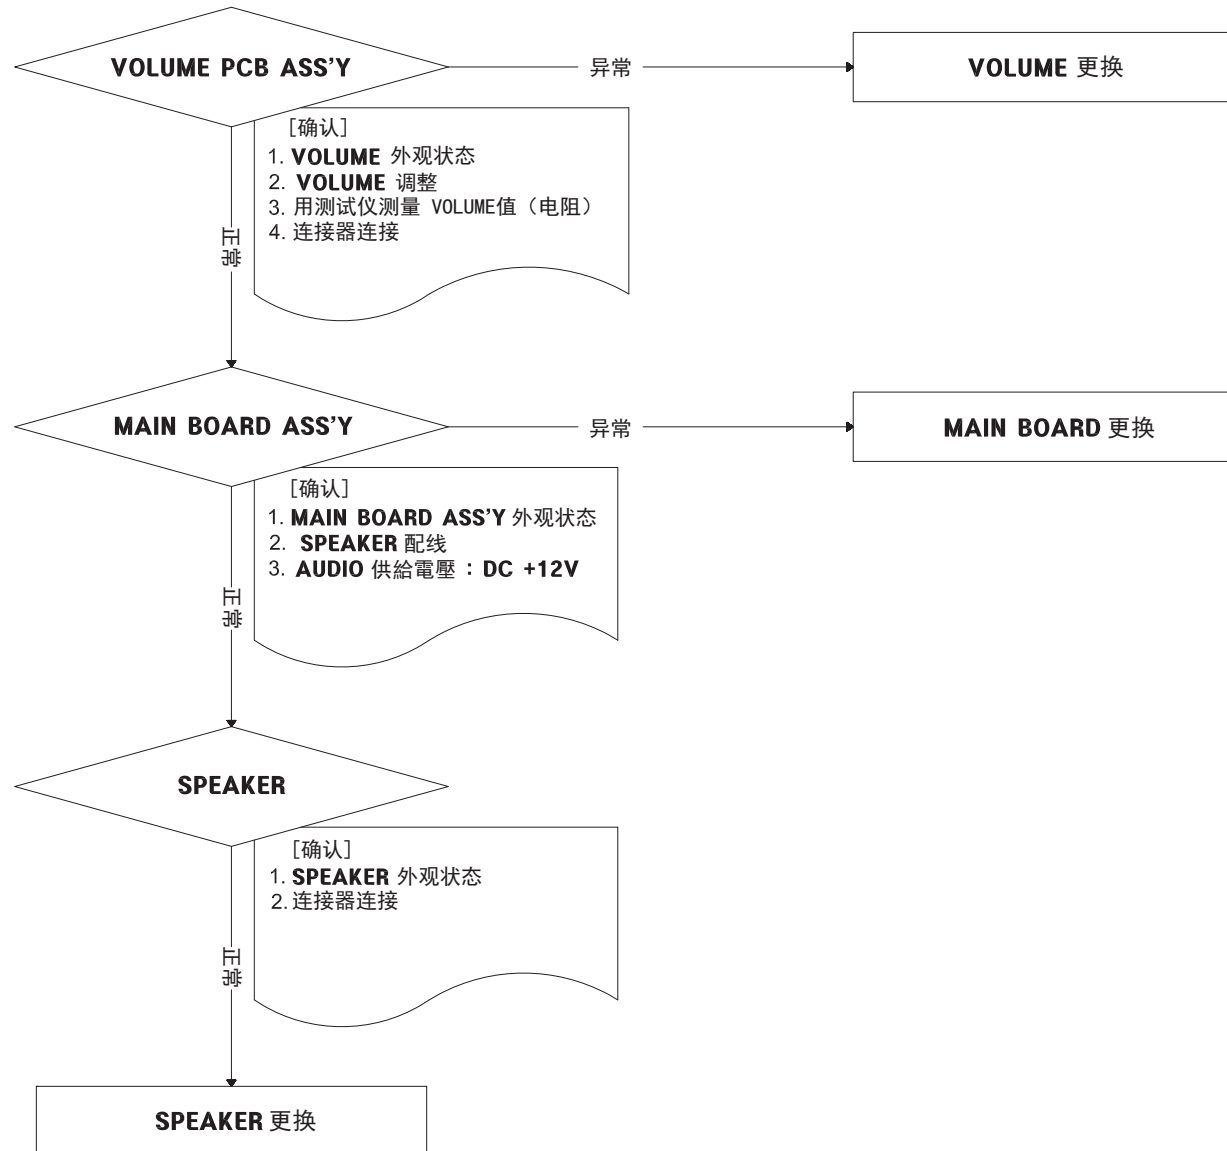 VOLUME PCB ASS'Y
异常
VOLUME 更换
[确认]
1. VOLUME 外观状态
2. VOLUME 调整
3. 用测试仪测量 VOLUME值（电阻）
4. 连接器连接
正常
MAIN BOARD ASS'Y
异常
MAIN BOARD 更换
[确认]
1. MAIN BOARD ASS'Y 外观状态
2. SPEAKER 配线
3. AUDIO 供給電壓 : DC +12V
正常
SPEAKER
[确认]
1. SPEAKER 外观状态
2. 连接器连接
正常
SPEAKER 更换